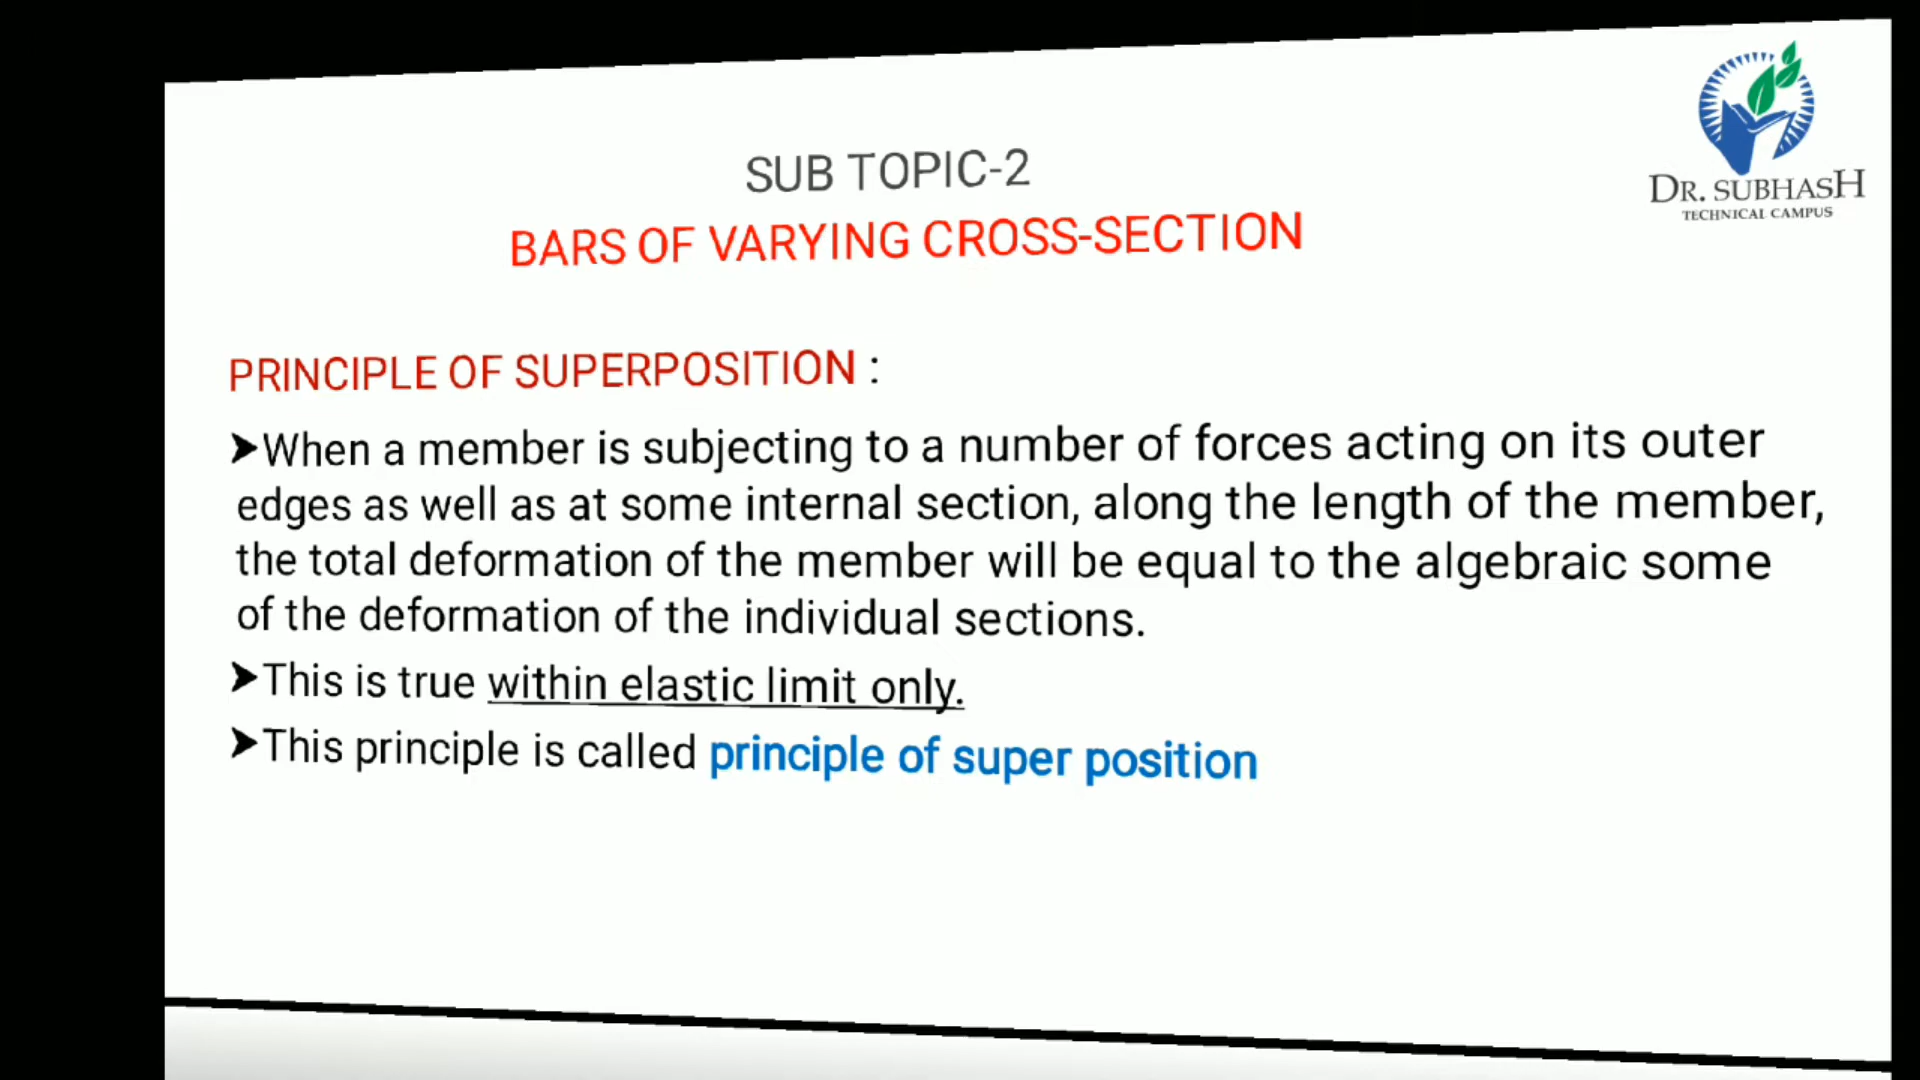 DR. SUBHASH
TECHNICAL CAMPUS
SUB TOPIC-2
BARS OF VARYING CROSS-SECTION
PRINCIPLE OF SUPERPOSITION :
➤When a member is subjecting to a number of forces acting on its outer
edges as well as at some internal section, along the length of the member,
the total deformation of the member will be equal to the algebraic some
of the deformation of the individual sections.
➤This is true within elastic limit only.
➤This principle is called principle of super position